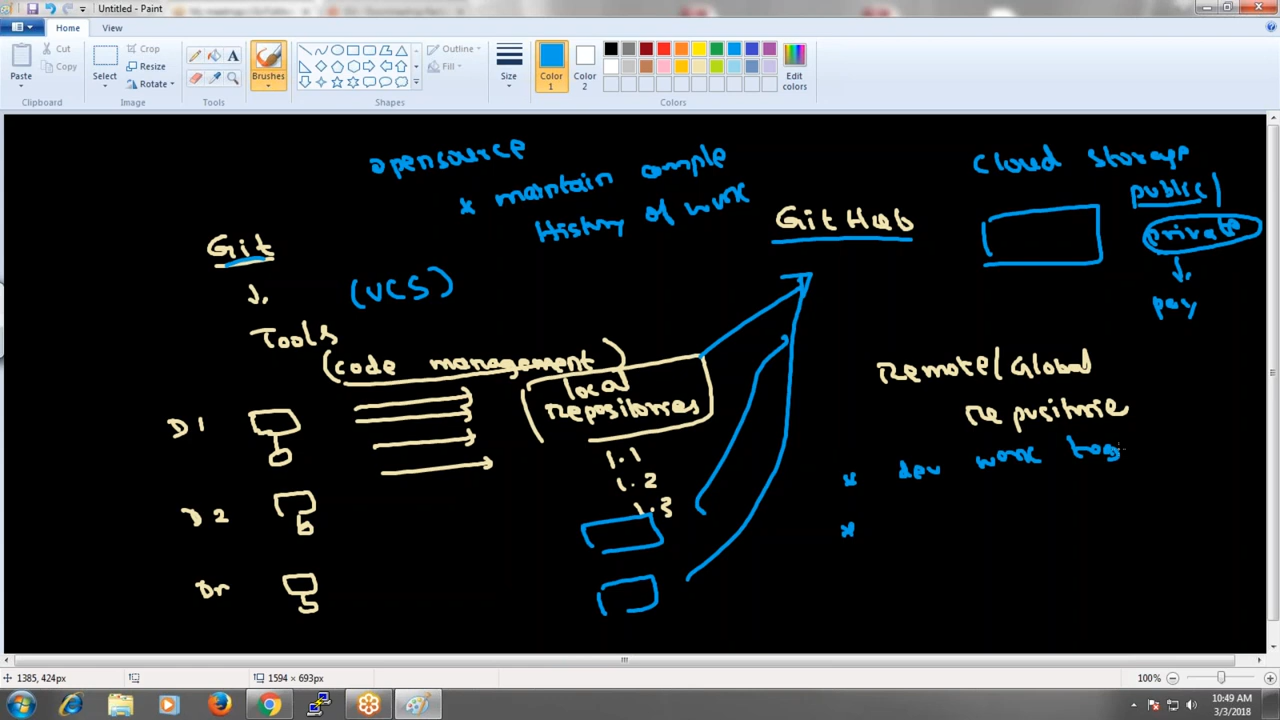 Untitled - Paint
Home
View
Paste
Cut
Copy
Clipboard
Select
Crop
Resize
Rotate
Image
Tools
Brushes
Shapes
Outline
Fill
Size
Color
1
Color
2
Edit
colors
Colors
opensource
* maintain comple
History of work
cloud storage
public/
private
pay
GitHub
Git
(VCS)
Tools
(code management)
local
Repositories
Remote/Global
D1
1.1
1.2
1.3
* dev work
D2
*
Dn
1385, 424px
1594 × 693px
100%
10:49 AM
3/3/2018